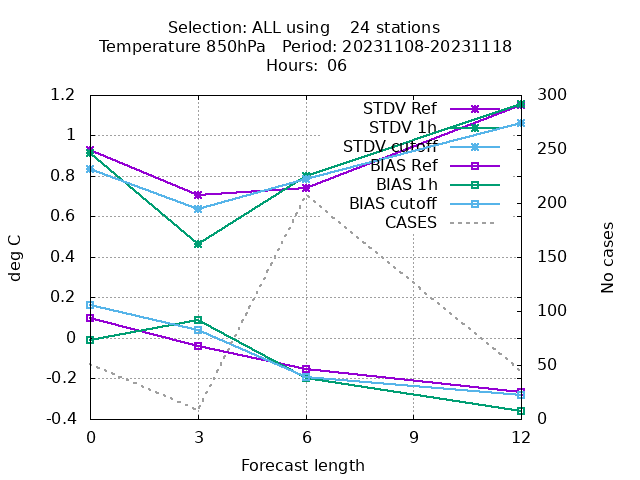 Selection: ALL using    24 stations
Temperature 850hPa   Period: 20231108-20231118
Hours: 06
1.2
1
0.8
0.6
0.4
0.2
0
-0.2
-0.4
deg C
300
250
200
150
100
50
0
No cases
STDV Ref
STDV 1h
STDV cutoff
BIAS Ref
BIAS 1h
BIAS cutoff
CASES
0 3 6 9 12
Forecast length